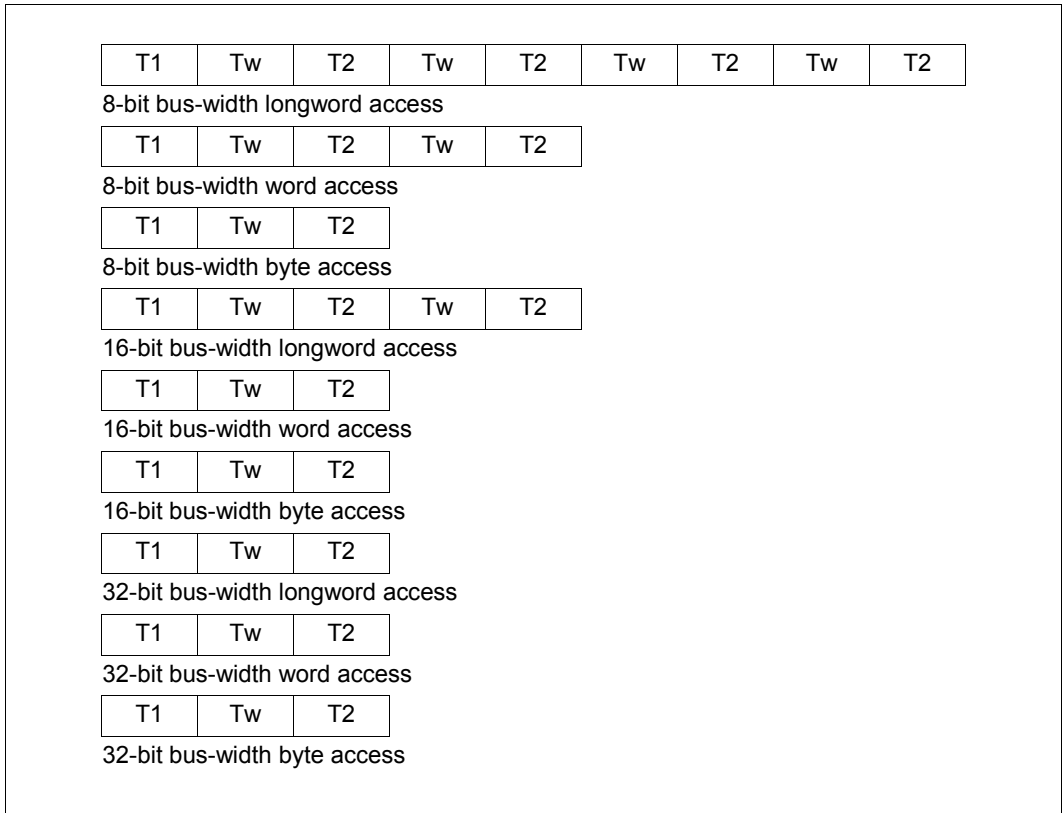 T1 Tw T2 Tw T2 Tw T2 Tw T2
8-bit bus-width longword access
T1 Tw T2 Tw T2
8-bit bus-width word access
T1 Tw T2
8-bit bus-width byte access
T1 Tw T2 Tw T2
16-bit bus-width longword access
T1 Tw T2
16-bit bus-width word access
T1 Tw T2
16-bit bus-width byte access
T1 Tw T2
32-bit bus-width longword access
T1 Tw T2
32-bit bus-width word access
T1 Tw T2
32-bit bus-width byte access